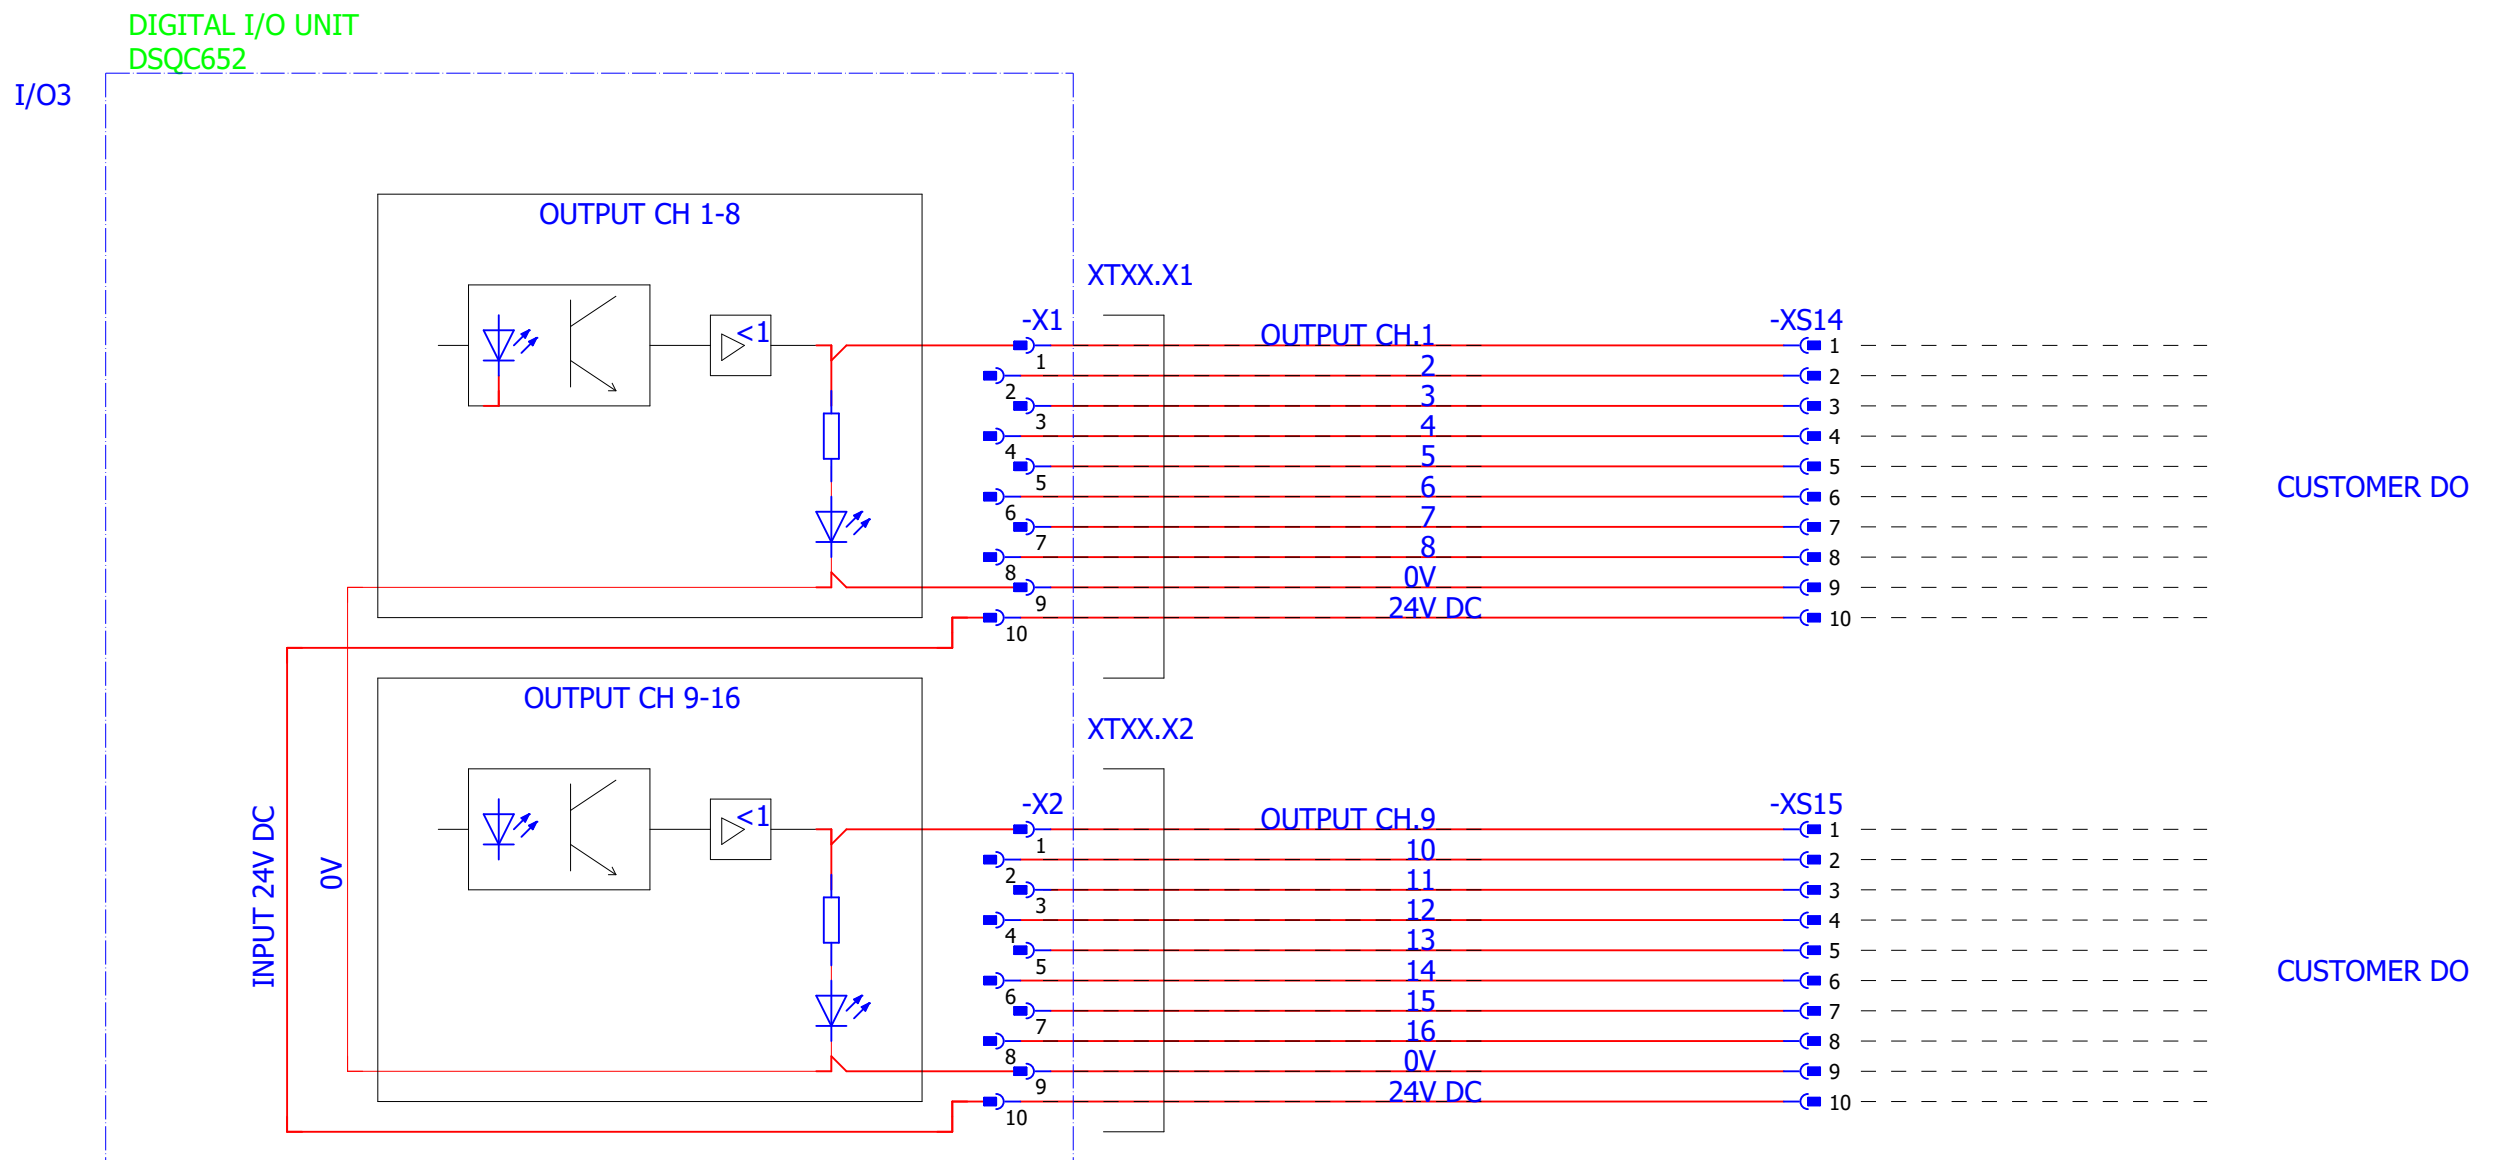 DIGITAL I/O UNIT
DSQC652
I/O3
OUTPUT CH 1-8
<1
XTXX.X1
-X1
1
2
3
4
5
6
7
8
9
10
OUTPUT CH.1
2
3
4
5
6
7
8
0V
24V DC
-XS14
1
2
3
4
5
6
7
8
9
10
CUSTOMER DO
INPUT 24V DC
0V
OUTPUT CH 9-16
<1
XTXX.X2
-X2
1
2
3
4
5
6
7
8
9
10
OUTPUT CH.9
10
11
12
13
14
15
16
0V
24V DC
-XS15
1
2
3
4
5
6
7
8
9
10
CUSTOMER DO